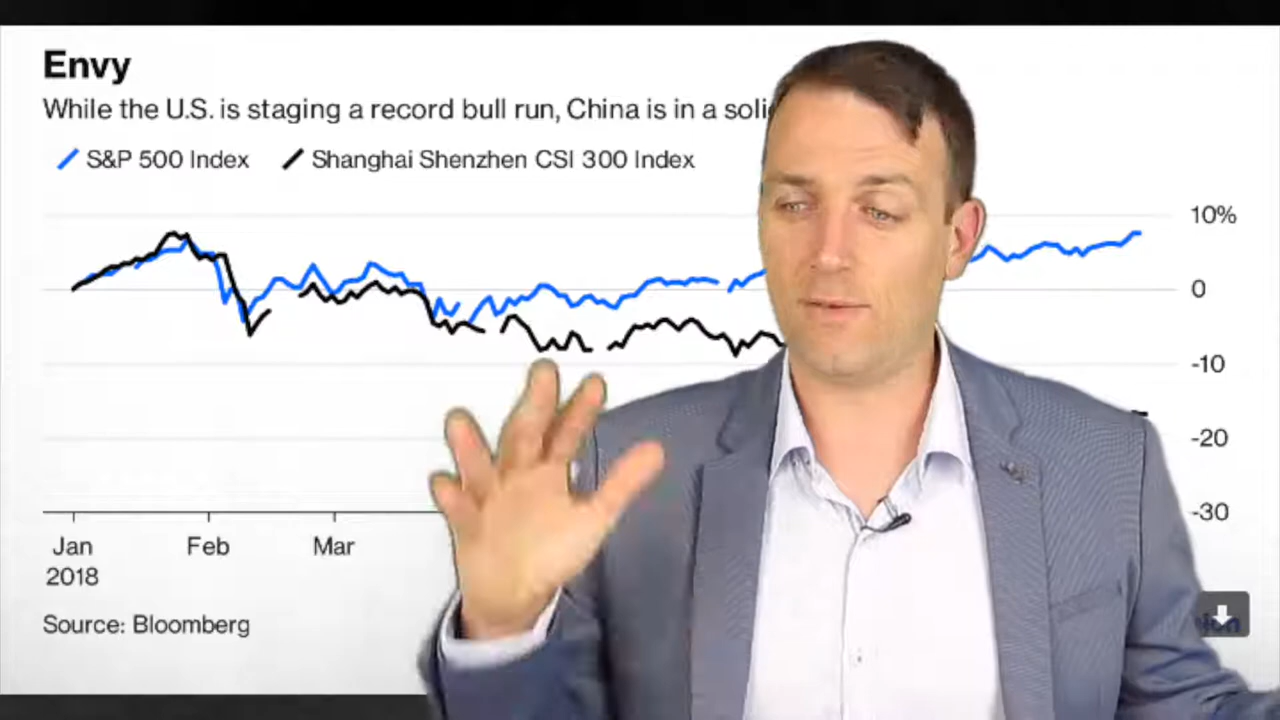 Envy
While the U.S. is staging a record bull run, China is in a soli
S&P 500 Index Shanghai Shenzhen CSI 300 Index
10%
0
-10
-20
-30
Jan Feb Mar
2018
Source: Bloomberg